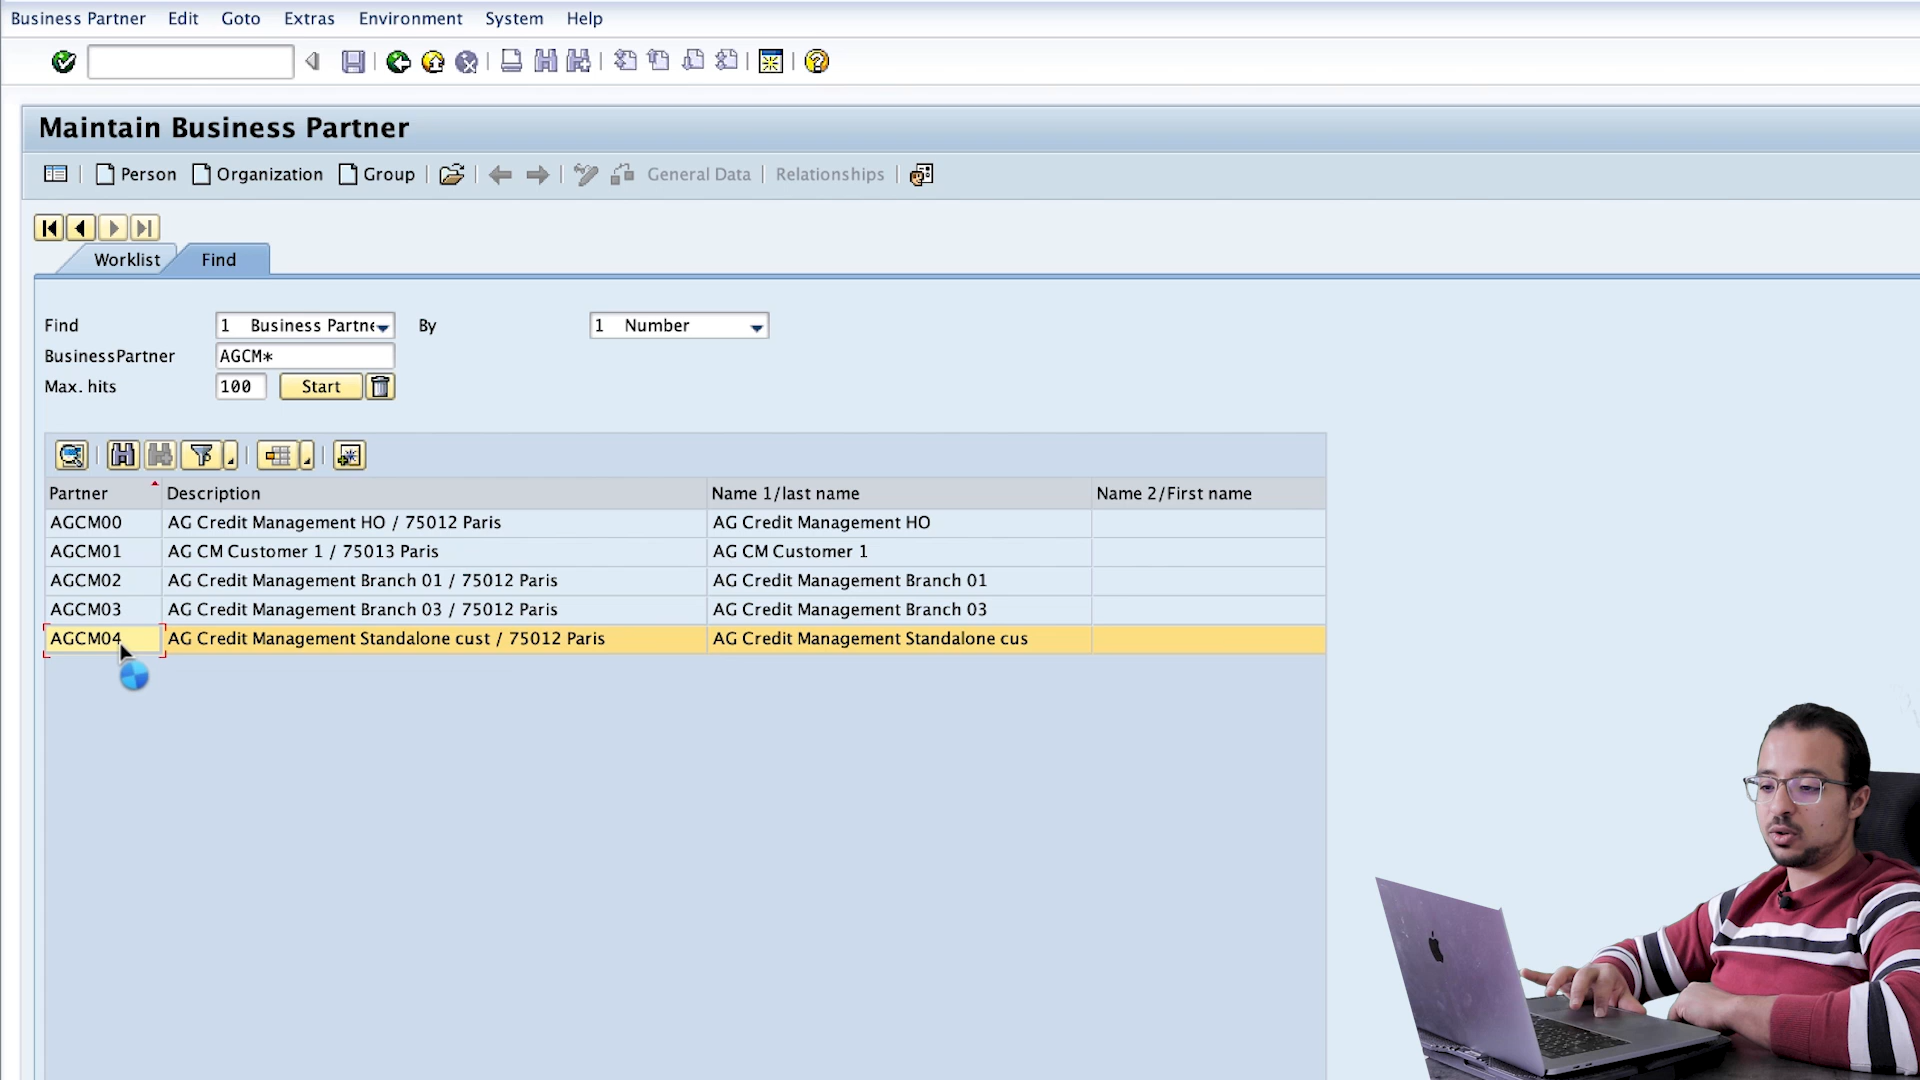 Business Partner Edit Goto Extras Environment System Help
Maintain Business Partner
Person Organization Group General Data Relationships
Worklist Find
Find 1 Business Partne By 1 Number
BusinessPartner AGCM*
Max. hits 100 Start
Partner Description Name 1/last name Name 2/First name
AGCM00 AG Credit Management HO / 75012 Paris AG Credit Management HO
AGCM01 AG CM Customer 1 / 75013 Paris AG CM Customer 1
AGCM02 AG Credit Management Branch 01 / 75012 Paris AG Credit Management Branch 01
AGCM03 AG Credit Management Branch 03 / 75012 Paris AG Credit Management Branch 03
AGCM04 AG Credit Management Standalone cust / 75012 Paris AG Credit Management Standalone cus